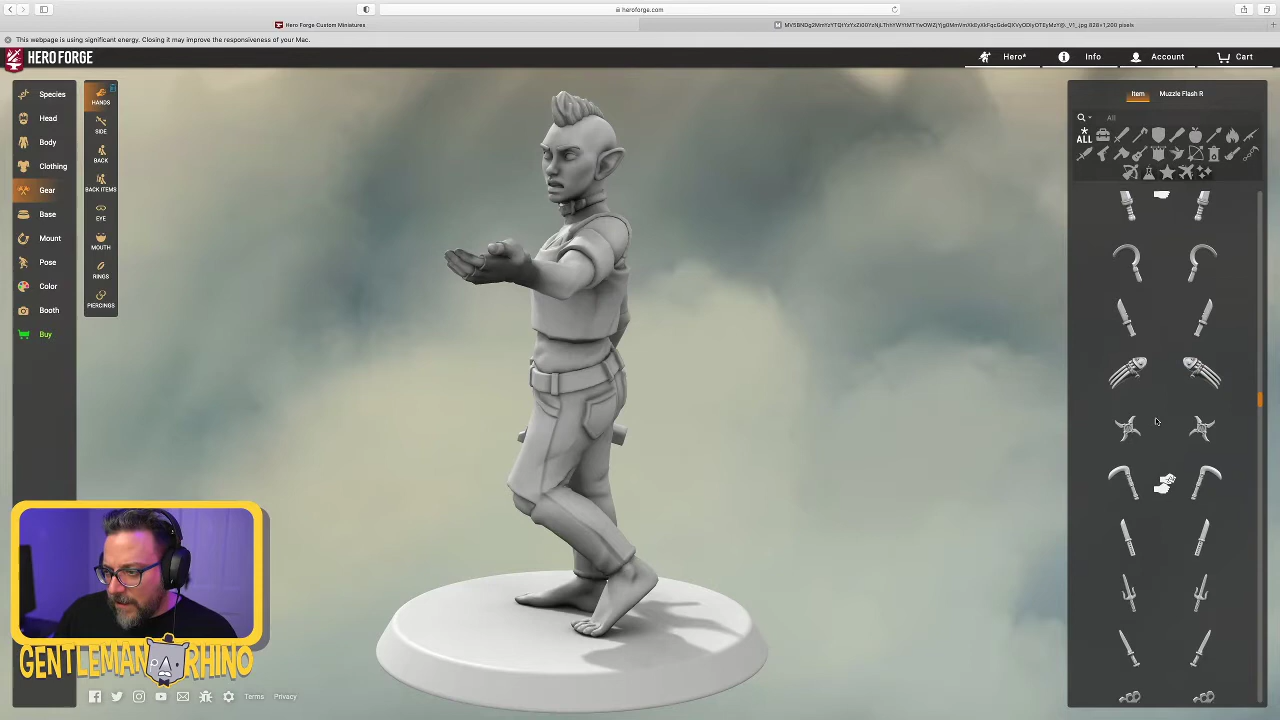 heroforge.com
Hero Forge Custom Miniatures
This webpage is using significant energy. Closing it may improve the responsiveness of your Mac.
HERO FORGE
Hero*
Info
Account
Cart
Species
Head
Body
Clothing
Gear
Base
Mount
Pose
Color
Booth
Buy
HANDS
SIDE
BACK
BACK ITEMS
EYE
MOUTH
RINGS
PIERCINGS
Item
Muzzle Flash R
All
ALL
GENTLEMAN RHINO
Terms
Privacy